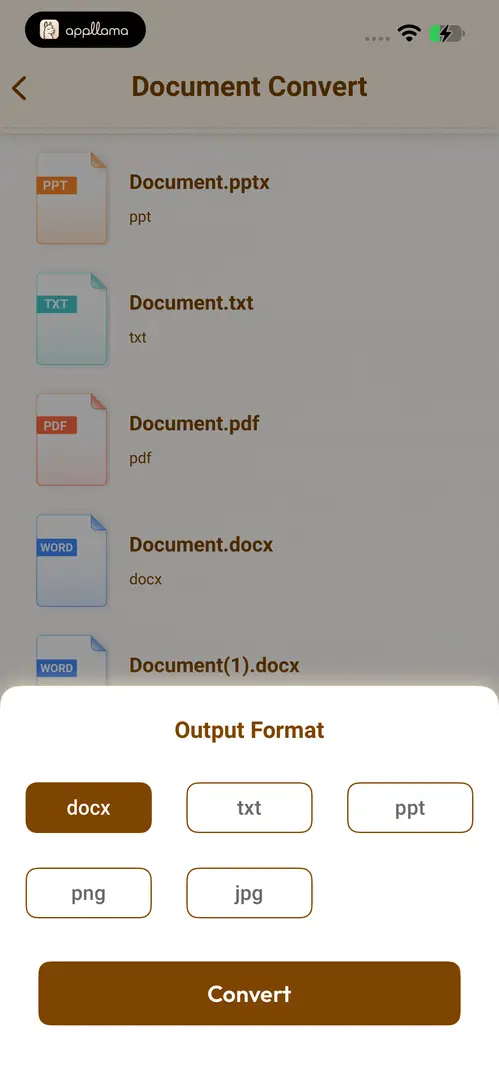 appllama
Document Convert
PPT
Document.pptx
ppt
TXT
Document.txt
txt
PDF
Document.pdf
pdf
WORD
Document.docx
docx
WORD
Document(1).docx
Output Format
docx txt ppt
png jpg
Convert